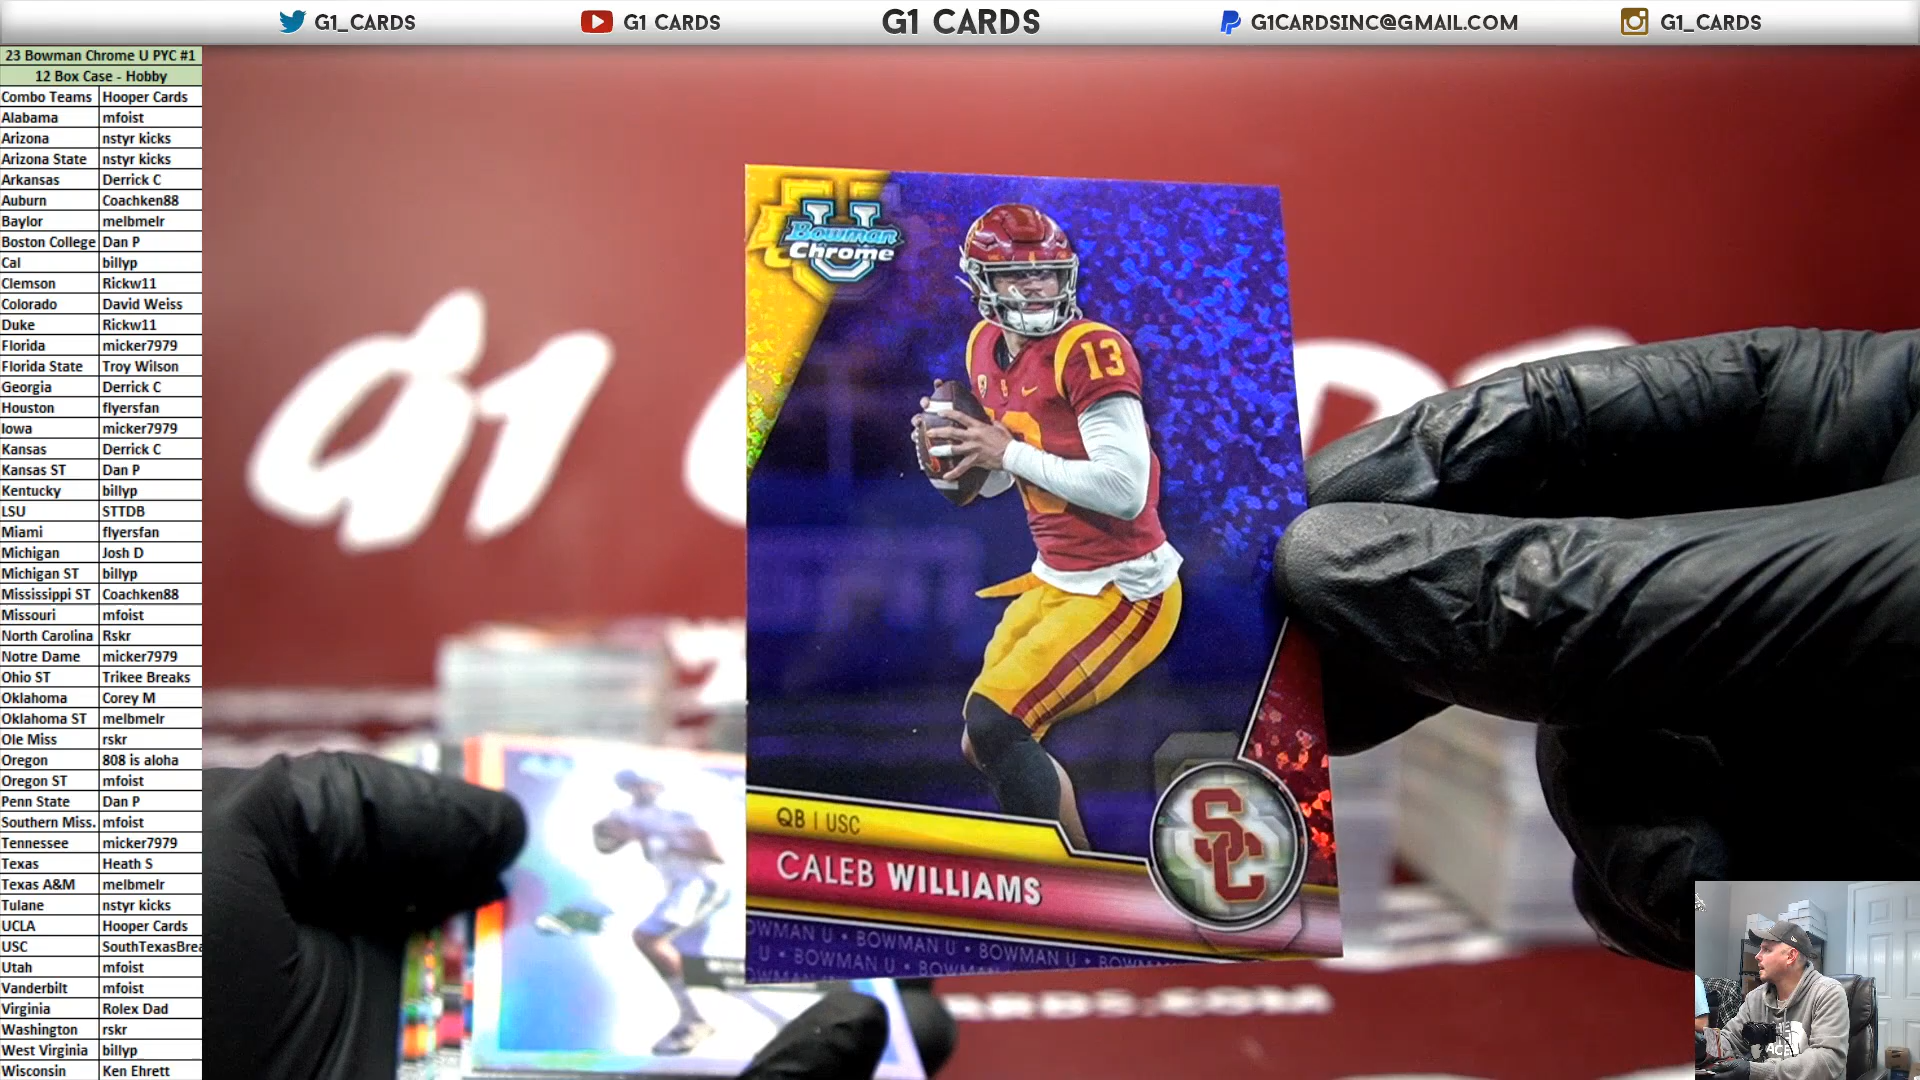 G1_CARDS
G1 CARDS
G1 CARDS
G1CARDSINC@GMAIL.COM
G1_CARDS
23 Bowman Chrome U PYC #1
12 Box Case - Hobby
Combo Teams Hooper Cards
Alabama mfoist
Arizona nstyr kicks
Arizona State nstyr kicks
Arkansas Derrick C
Auburn Coachken88
Baylor melbmelr
Boston College Dan P
Cal billyp
Clemson Rickw11
Colorado David Weiss
Duke Rickw11
Florida micker7979
Florida State Troy Wilson
Georgia Derrick C
Houston flyersfan
Iowa micker7979
Kansas Derrick C
Kansas ST Dan P
Kentucky billyp
LSU STTDB
Miami flyersfan
Michigan Josh D
Michigan ST billyp
Mississippi ST Coachken88
Missouri mfoist
North Carolina Rskr
Notre Dame micker7979
Ohio ST Trikee Breaks
Oklahoma Corey M
Oklahoma ST melbmelr
Ole Miss rskr
Oregon 808 is aloha
Oregon ST mfoist
Penn State Dan P
Southern Miss. mfoist
Tennessee micker7979
Texas Heath S
Texas A&M melbmelr
Tulane nstyr kicks
UCLA Hooper Cards
USC SouthTexasBrea
Utah mfoist
Vanderbilt mfoist
Virginia Rolex Dad
Washington rskr
West Virginia billyp
Wisconsin Ken Ehrett
G1
U
Bowman
Chrome
13
QB | USC
CALEB WILLIAMS
SC
OWMAN U • BOWMAN U • BOWMAN U • BOWMA
U • BOWMAN U • BOWMAN U